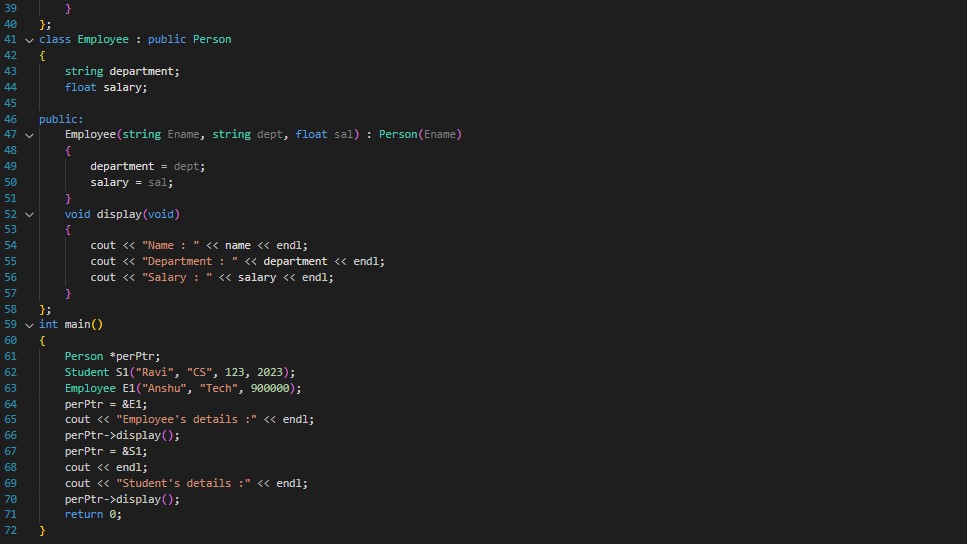 39         }
40 };
41 class Employee : public Person
42 {
43     string department;
44     float salary;
45
46 public:
47     Employee(string Ename, string dept, float sal) : Person(Ename)
48     {
49         department = dept;
50         salary = sal;
51     }
52     void display(void)
53     {
54         cout << "Name : " << name << endl;
55         cout << "Department : " << department << endl;
56         cout << "Salary : " << salary << endl;
57     }
58 };
59 int main()
60 {
61     Person *perPtr;
62     Student S1("Ravi", "CS", 123, 2023);
63     Employee E1("Anshu", "Tech", 900000);
64     perPtr = &E1;
65     cout << "Employee's details :" << endl;
66     perPtr->display();
67     perPtr = &S1;
68     cout << endl;
69     cout << "Student's details :" << endl;
70     perPtr->display();
71     return 0;
72 }